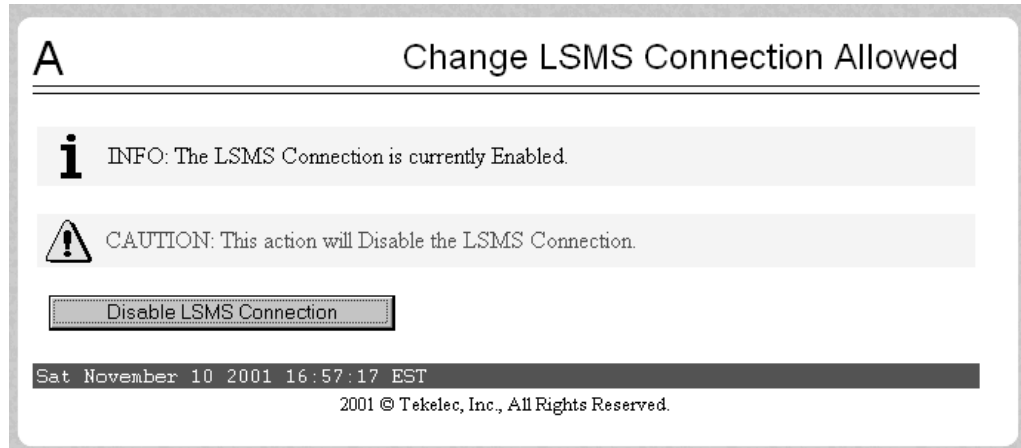 A
Change LSMS Connection Allowed
INFO: The LSMS Connection is currently Enabled.
CAUTION: This action will Disable the LSMS Connection.
Disable LSMS Connection
Sat November 10 2001 16:57:17 EST
2001 © Tekelec, Inc., All Rights Reserved.